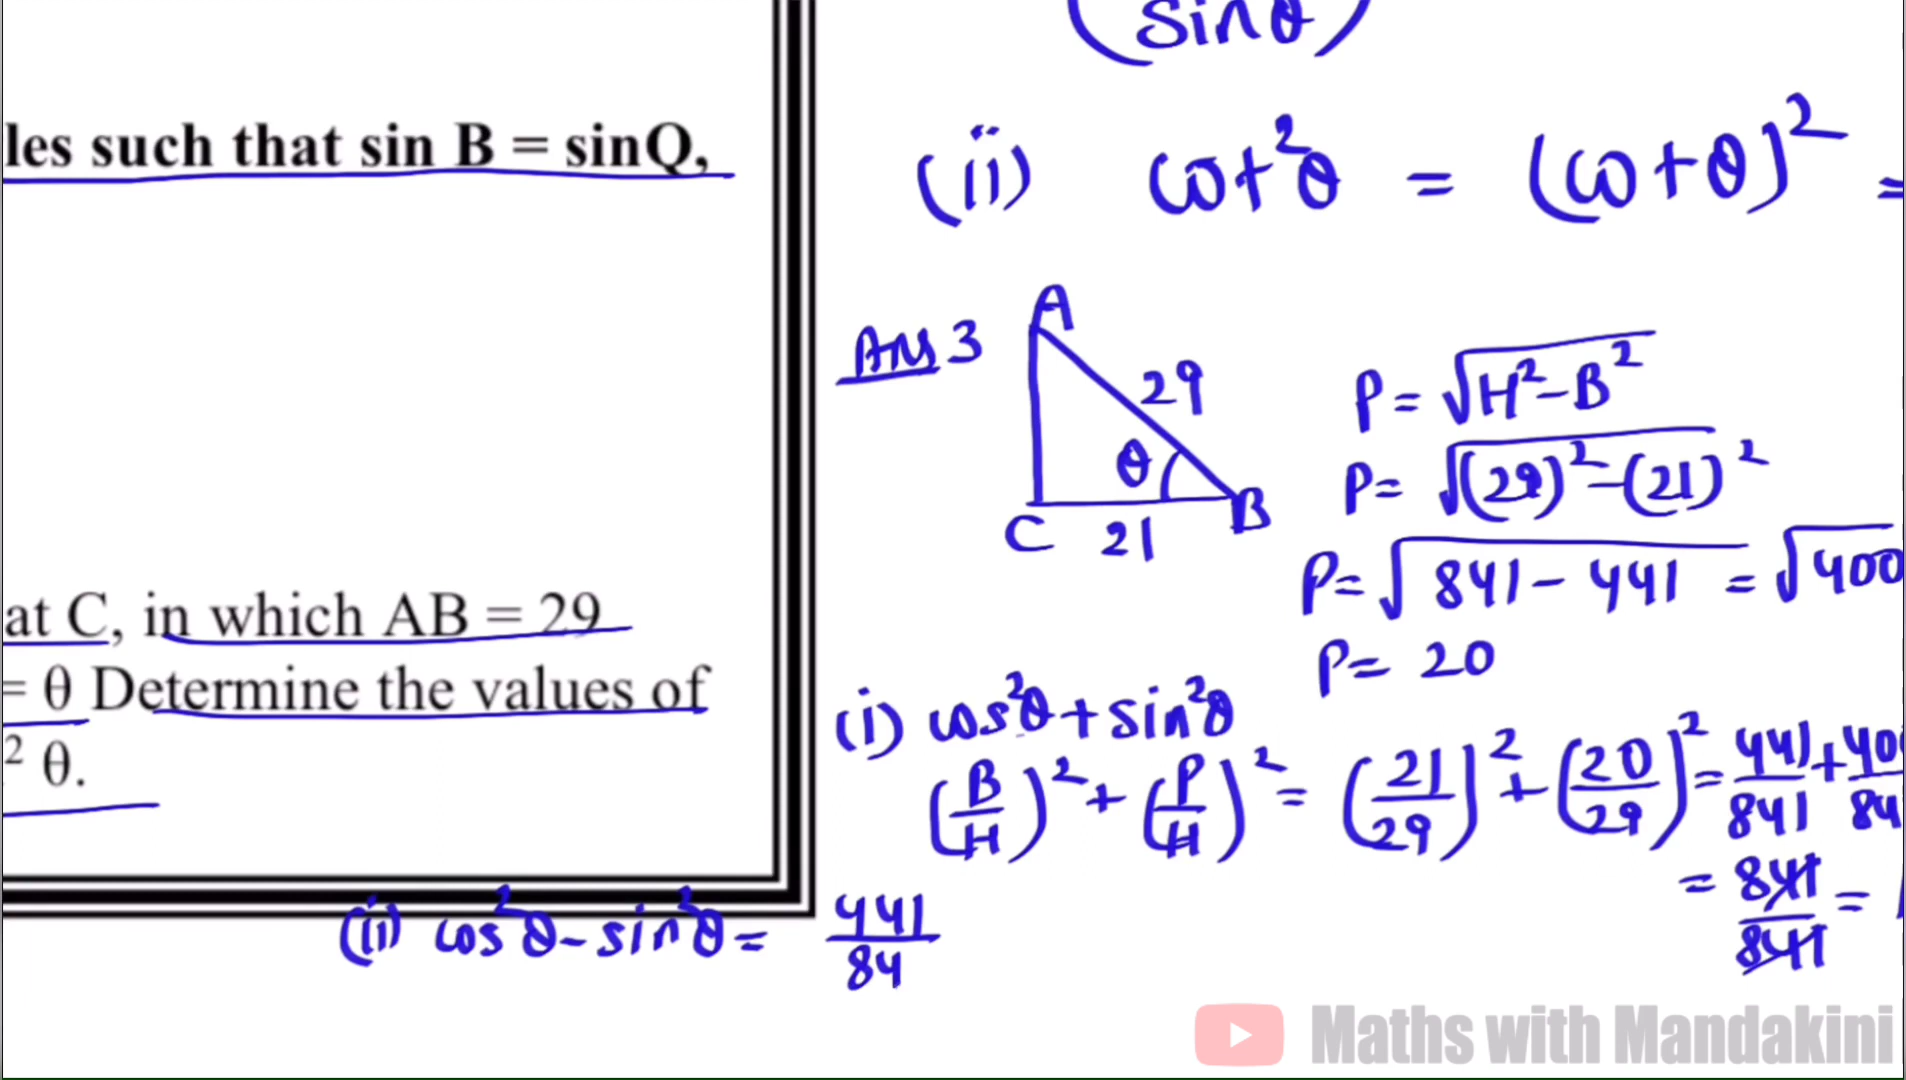 les such that sin B = sinQ,
at C, in which AB = 29
= θ Determine the values of
² θ.
(sinθ)
(ii) cot²θ = (cotθ)² =
Ans 3
A
29
θ
C 21 B
P = √H²-B²
P= √(29)²-(21)²
P= √841- 441 = √400
P= 20
(i) cos²θ+sin²θ
(B/H)² + (P/H)² = (21/29)² + (20/29)² = 441/841 + 400/84
= 841/841 =
(ii) cos²θ-sin²θ= 441/84
Maths with Mandakini